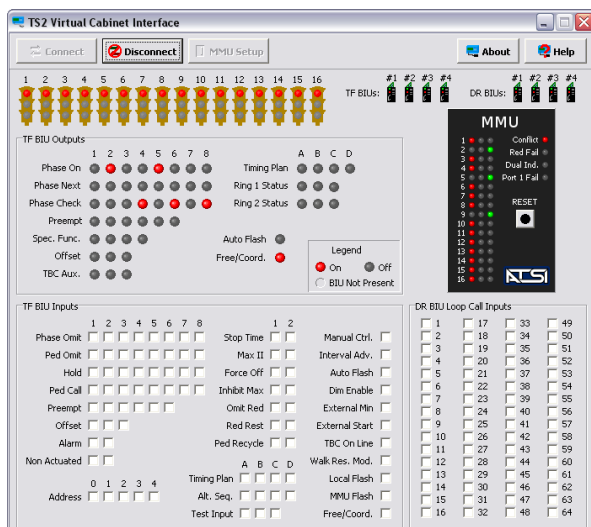 TS2 Virtual Cabinet Interface
Connect Disconnect MMU Setup About Help
1 2 3 4 5 6 7 8 9 10 11 12 13 14 15 16
TF BIUs: #1 #2 #3 #4 DR BIUs: #1 #2 #3 #4
TF BIU Outputs
1 2 3 4 5 6 7 8 A B C D
Phase On Timing Plan
Phase Next Ring 1 Status
Phase Check Ring 2 Status
Preempt
Spec. Func. Auto Flash
Offset Free/Coord.
TBC Aux.
Legend
On Off
BIU Not Present
MMU
1 Conflict
2 Red Fail
3 Dual Ind.
4 Port 1 Fail
5
6
7 RESET
8
9
10
11
12
13
14
15
16
ATSI
TF BIU Inputs
1 2 3 4 5 6 7 8 1 2
Phase Omit Stop Time Manual Ctrl.
Ped Omit Max II Interval Adv.
Hold Force Off Auto Flash
Ped Call Inhibit Max Dim Enable
Preempt Omit Red External Min
Offset Red Rest External Start
Alarm Ped Recycle TBC On Line
Non Actuated A B C D Walk Res. Mod.
0 1 2 3 4 Timing Plan Local Flash
Address Alt. Seq. MMU Flash
Test Input Free/Coord.
DR BIU Loop Call Inputs
1 17 33 49
2 18 34 50
3 19 35 51
4 20 36 52
5 21 37 53
6 22 38 54
7 23 39 55
8 24 40 56
9 25 41 57
10 26 42 58
11 27 43 59
12 28 44 60
13 29 45 61
14 30 46 62
15 31 47 63
16 32 48 64